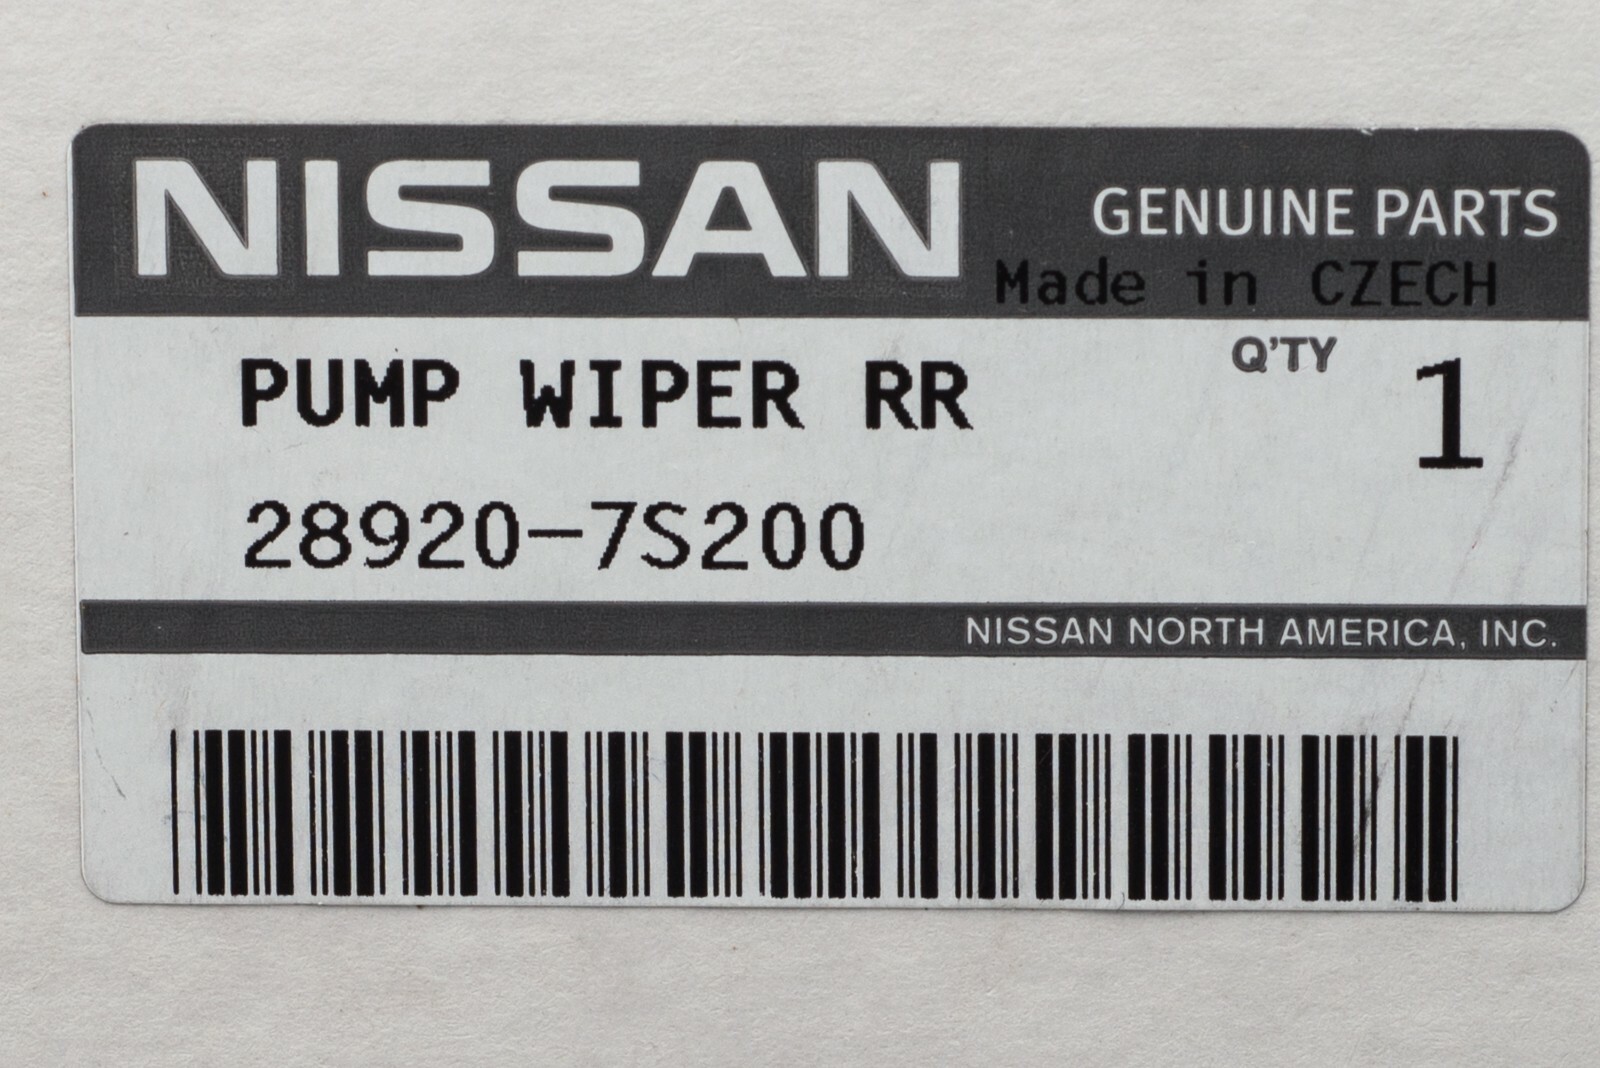 NISSAN
GENUINE PARTS
Made in CZECH
Q'TY 1
PUMP WIPER RR
28920-7S200
NISSAN NORTH AMERICA, INC.